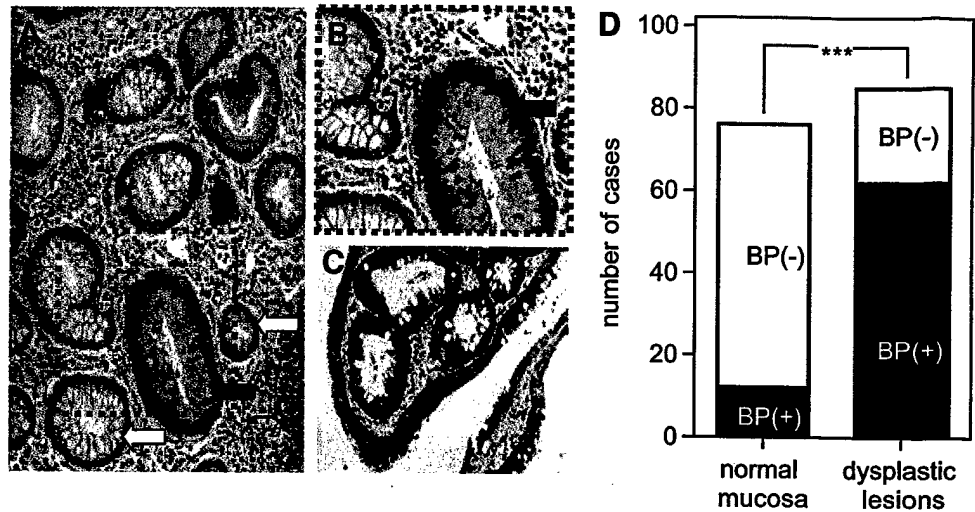 A
B
C
D
number of cases
100
80
60
40
20
0
***
BP(-)
BP(+)
BP(-)
BP(+)
normal
mucosa
dysplastic
lesions